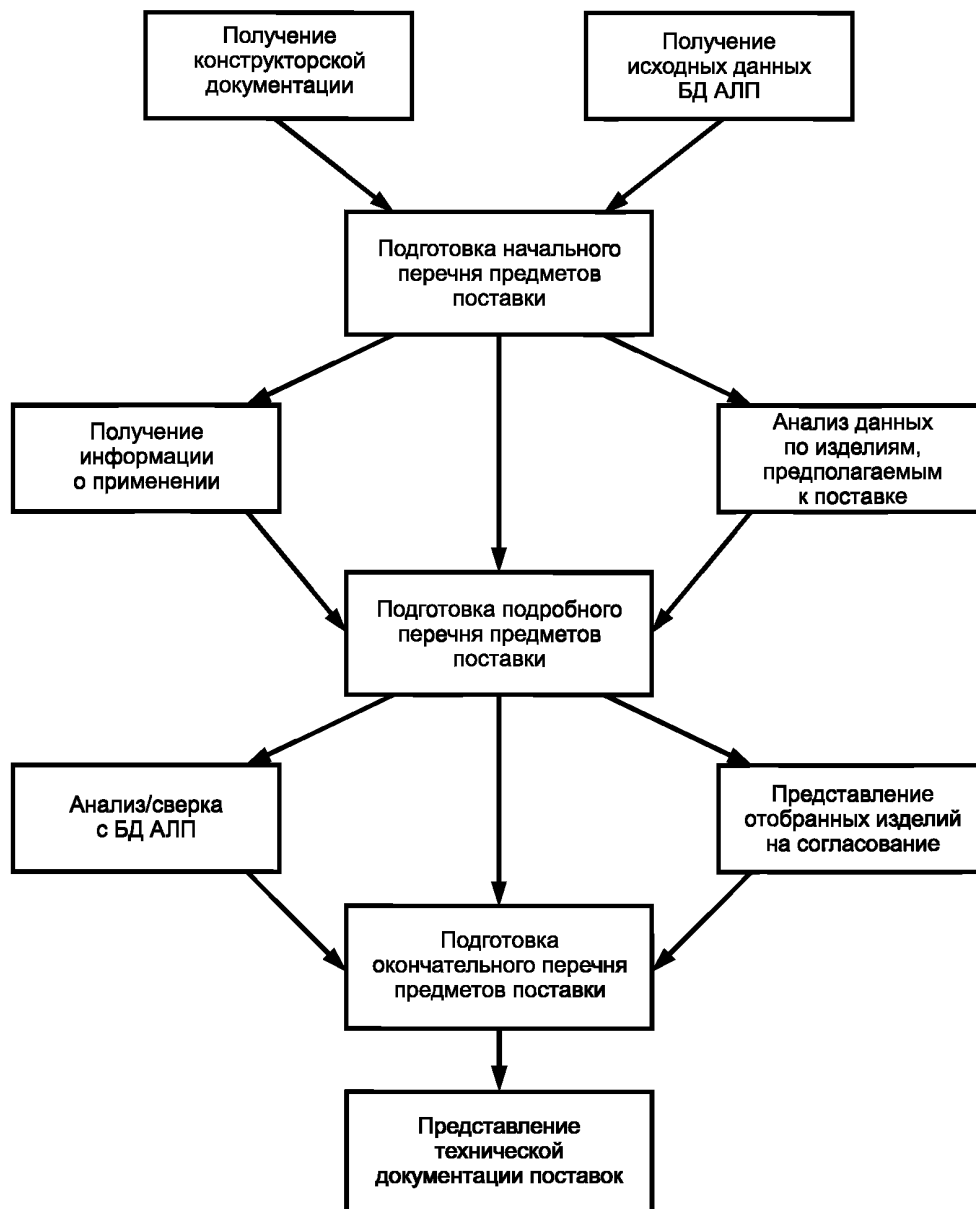 Получение
конструкторской
документации
Получение
исходных данных
БД АЛП
Подготовка начального
перечня предметов
поставки
Получение
информации
о применении
Анализ данных
по изделиям,
предполагаемым
к поставке
Подготовка подробного
перечня предметов
поставки
Анализ/сверка
с БД АЛП
Представление
отобранных изделий
на согласование
Подготовка
окончательного перечня
предметов поставки
Представление
технической
документации поставок